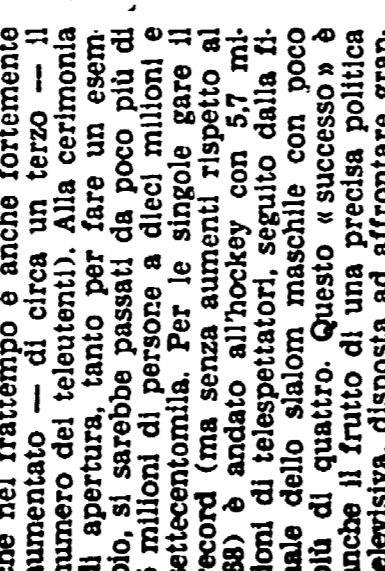 che nel frattempo è anche fortemente
aumentato — di circa un terzo — il
numero dei teleutenti). Alla cerimonia
di apertura, tanto per fare un esem-
pio, si sarebbe passati da poco più di
milioni di persone a dieci milioni e
settecentomila. Per le singole gare il
record (ma senza aumenti rispetto al
68) è andato all'hockey con 5,7 mi-
lioni di telespettatori, seguito dalla fi-
nale dello slalom maschile con poco
più di quattro. Questo « successo » è
anche il frutto di una precisa politica
televisiva, disposta ad affrontare gran-